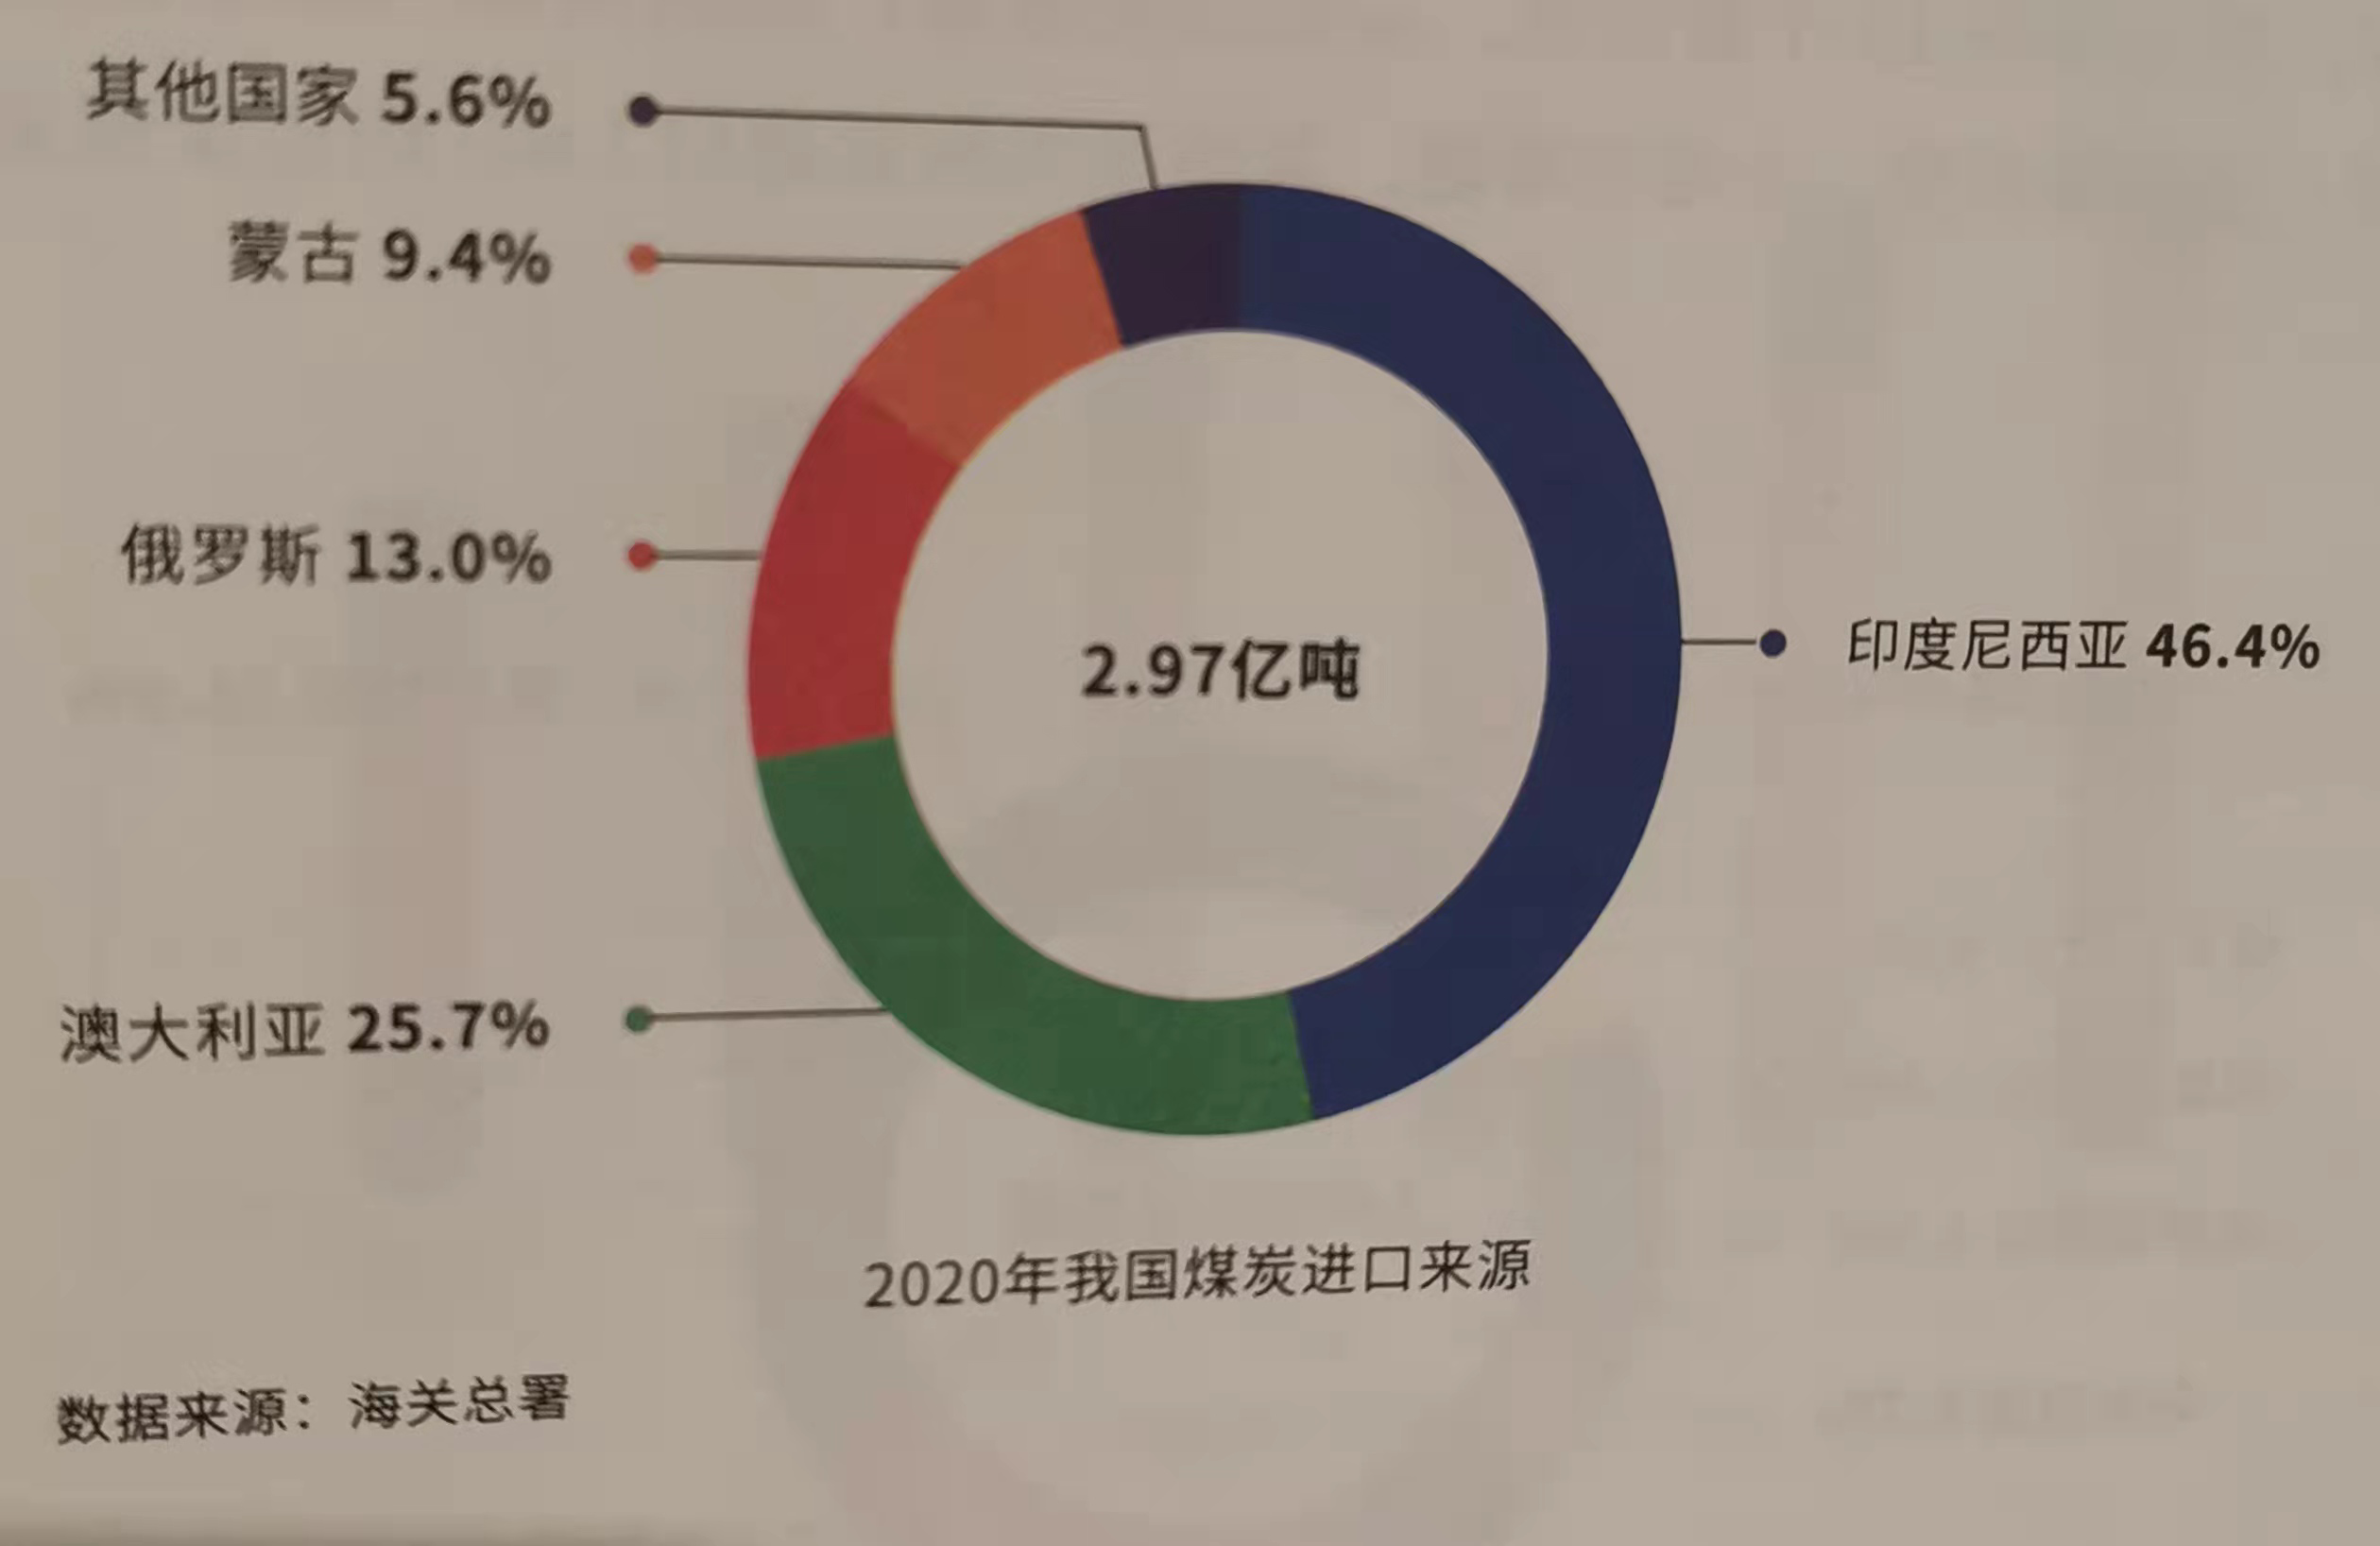 其他国家 5.6%
蒙古 9.4%
俄罗斯 13.0%
2.97亿吨
印度尼西亚 46.4%
澳大利亚 25.7%
2020年我国煤炭进口来源
数据来源：海关总署